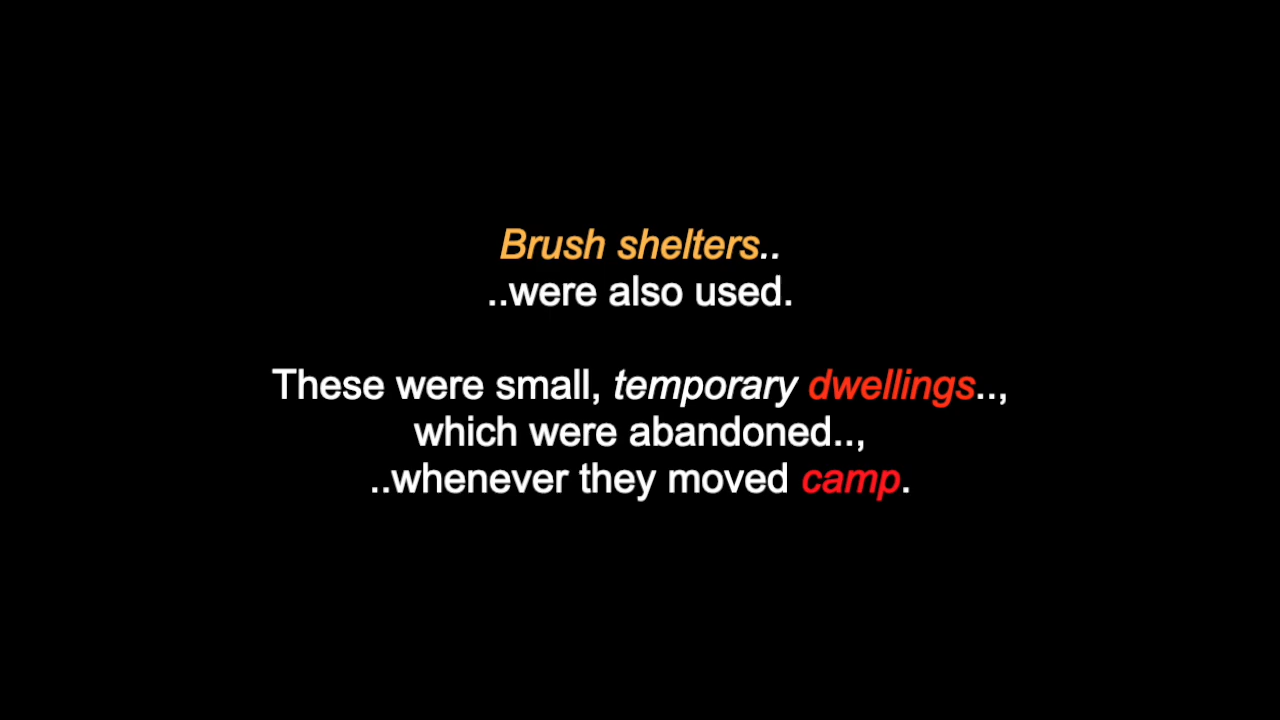 Brush shelters..
..were also used.
These were small, temporary dwellings..,
which were abandoned..,
..whenever they moved camp.